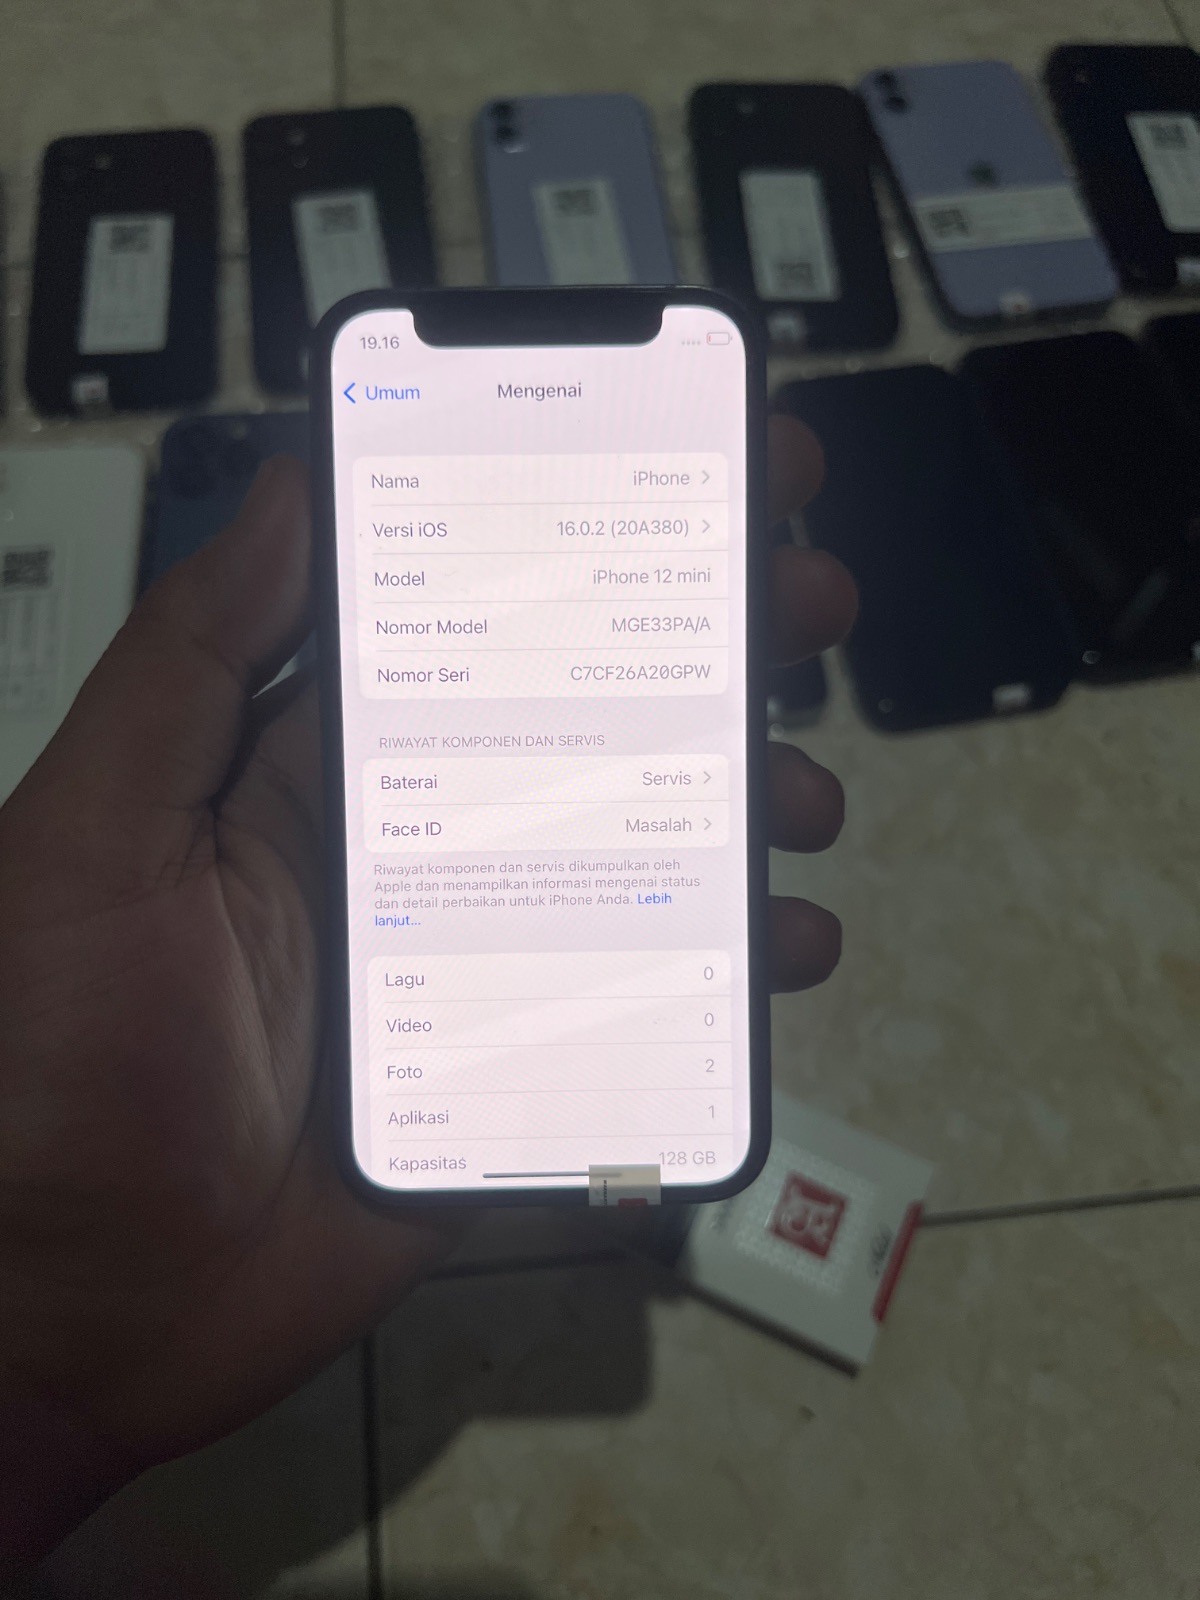 19.16
Umum
Mengenai
Nama iPhone
Versi iOS 16.0.2 (20A380)
Model iPhone 12 mini
Nomor Model MGE33PA/A
Nomor Seri C7CF26A20GPW
RIWAYAT KOMPONEN DAN SERVIS
Baterai Servis
Face ID Masalah
Riwayat komponen dan servis dikumpulkan oleh
Apple dan menampilkan informasi mengenai status
dan detail perbaikan untuk iPhone Anda. Lebih
lanjut...
Lagu 0
Video 0
Foto 2
Aplikasi 1
Kapasitas 128 GB